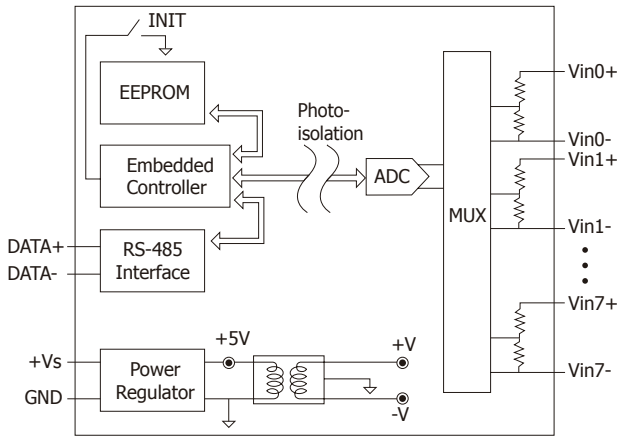 INIT
EEPROM
Photo-
isolation
Embedded
Controller
ADC
MUX
DATA+
DATA-
RS-485
Interface
Vin0+
Vin0-
Vin1+
Vin1-
Vin7+
Vin7-
+Vs
GND
Power
Regulator
+5V
+V
-V